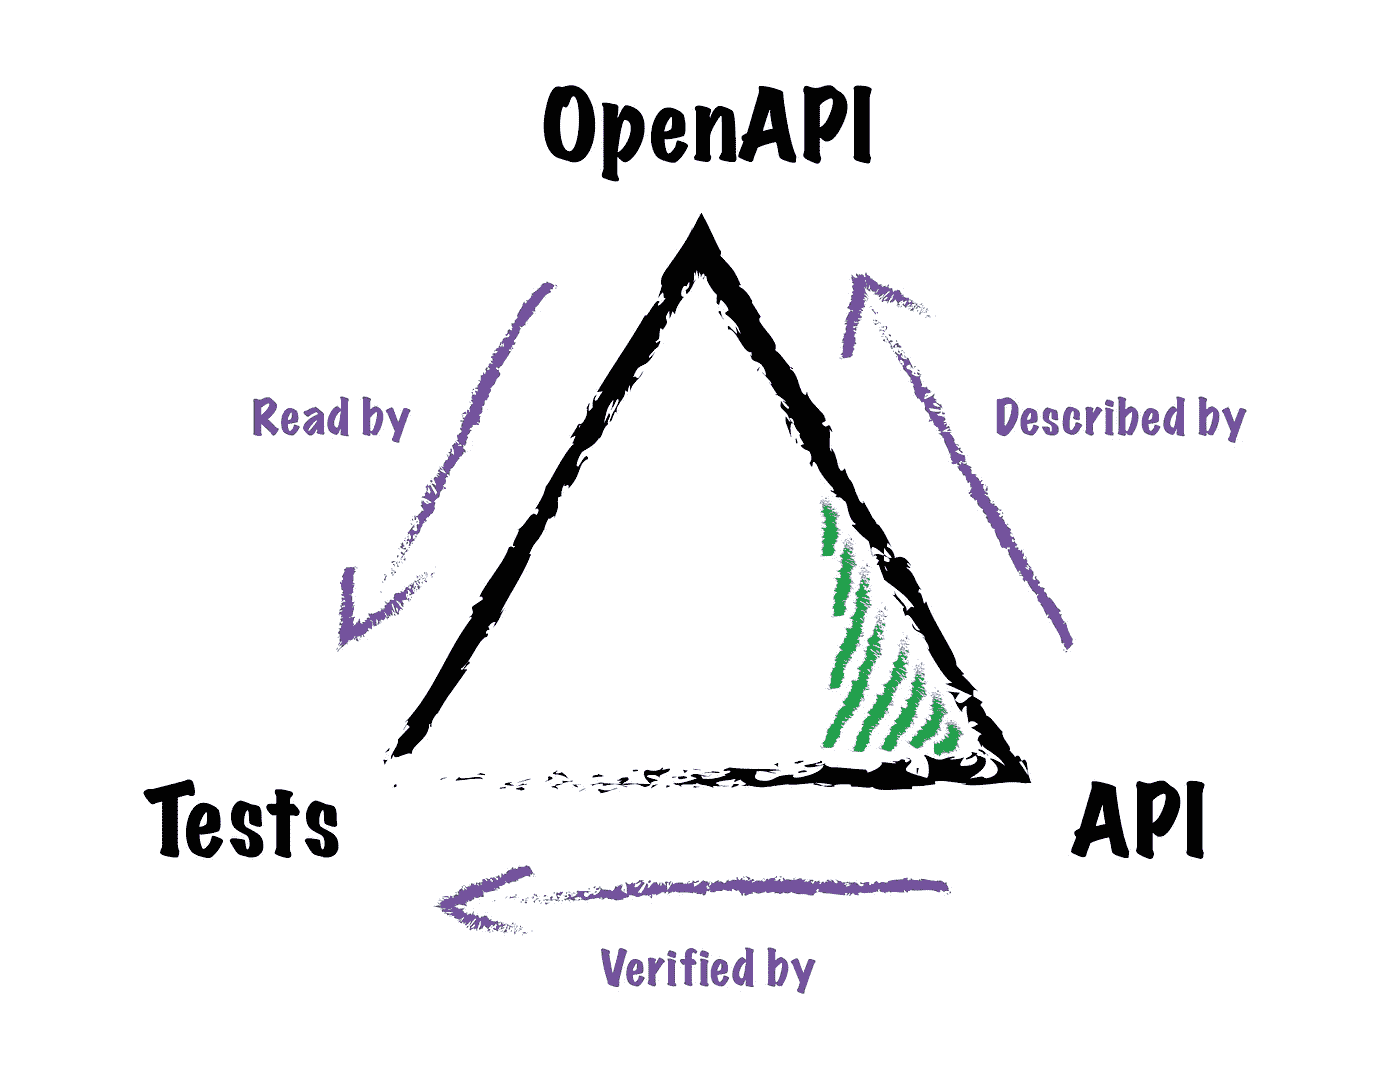 OpenAPI
Read by
Described by
Tests
API
Verified by